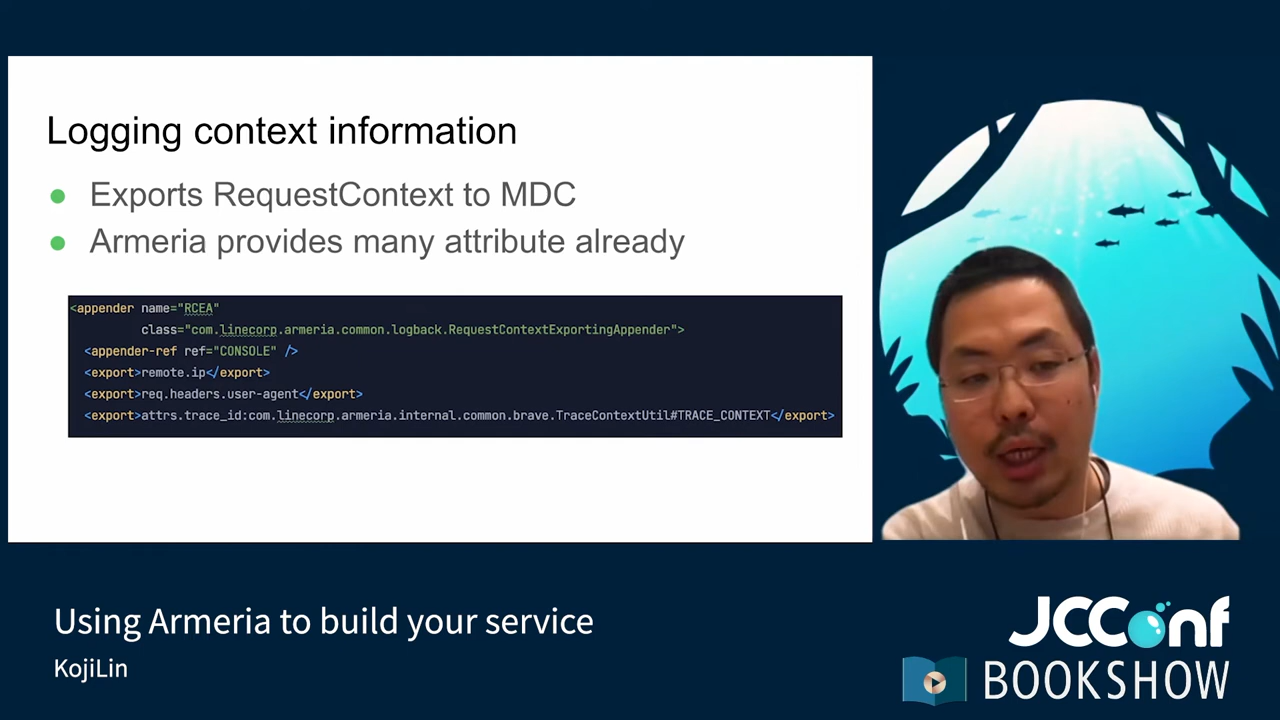 Logging context information
● Exports RequestContext to MDC
● Armeria provides many attribute already
<appender name="RCEA"
class="com.linecorp.armeria.common.logback.RequestContextExportingAppender">
<appender-ref ref="CONSOLE" />
<export>remote.ip</export>
<export>req.headers.user-agent</export>
<export>attrs.trace_id:com.linecorp.armeria.internal.common.brave.TraceContextUtil#TRACE_CONTEXT</export>
Using Armeria to build your service
KojiLin
JCConf
BOOKSHOW